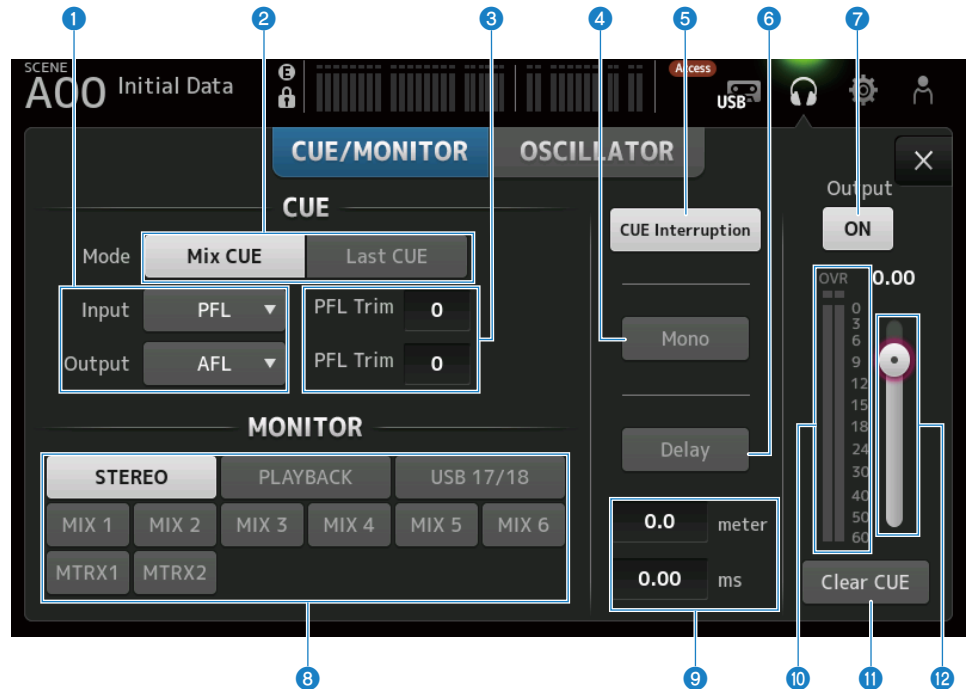 1 2 3 4 5 6 7
SCENE
A00 Initial Data
E
Access
USB
CUE/MONITOR OSCILLATOR
CUE
Mode Mix CUE Last CUE
Input PFL PFL Trim 0
Output AFL PFL Trim 0
MONITOR
STEREO PLAYBACK USB 17/18
MIX 1 MIX 2 MIX 3 MIX 4 MIX 5 MIX 6
MTRX1 MTRX2
CUE Interruption
Mono
Delay
0.0 meter
0.00 ms
Output
ON
OVR 0.00
0
3
6
9
12
15
18
24
30
40
50
60
Clear CUE
8 9 10 11 12